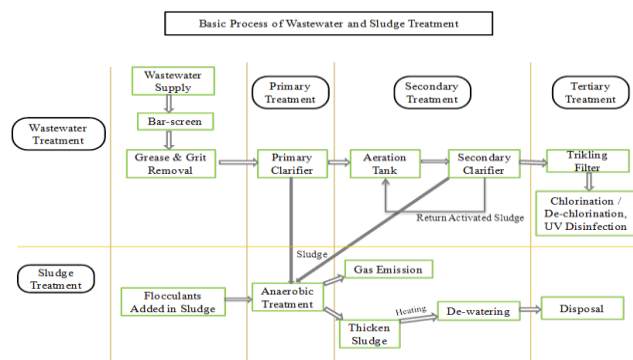 Basic Process of Wastewater and Sludge Treatment
Wastewater
Supply
Primary
Treatment
Secondary
Treatment
Tertiary
Treatment
Wastewater
Treatment
Bar-screen
Grease & Grit
Removal
Primary
Clarifier
Aeration
Tank
Secondary
Clarifier
Trikling
Filter
Return Activated Sludge
Chlorination /
De-chlorination,
UV Disinfection
Sludge
Sludge
Treatment
Gas Emission
Flocculants
Added in Sludge
Anaerobic
Treatment
Heating
Thicken
Sludge
De-watering
Disposal